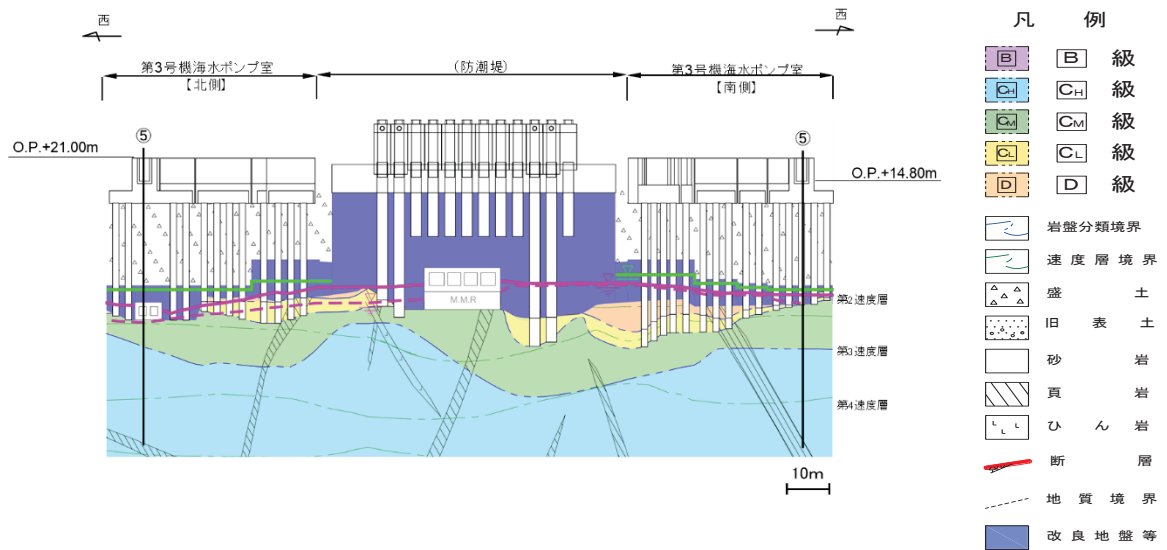 西
西
第3号機海水ポンプ室
【北側】
(防潮堤)
第3号機海水ポンプ室
【南側】
⑤
⑤
O.P.+21.00m
O.P.+14.80m
M.M.R
第2速度層
第3速度層
第4速度層
10m
凡 例
B B 級
CH CH 級
CM CM 級
CL CL 級
D D 級
岩盤分類境界
速度層境界
盛 土
旧 表 土
砂 岩
頁 岩
ひ ん 岩
断 層
地 質 境 界
改 良 地 盤 等